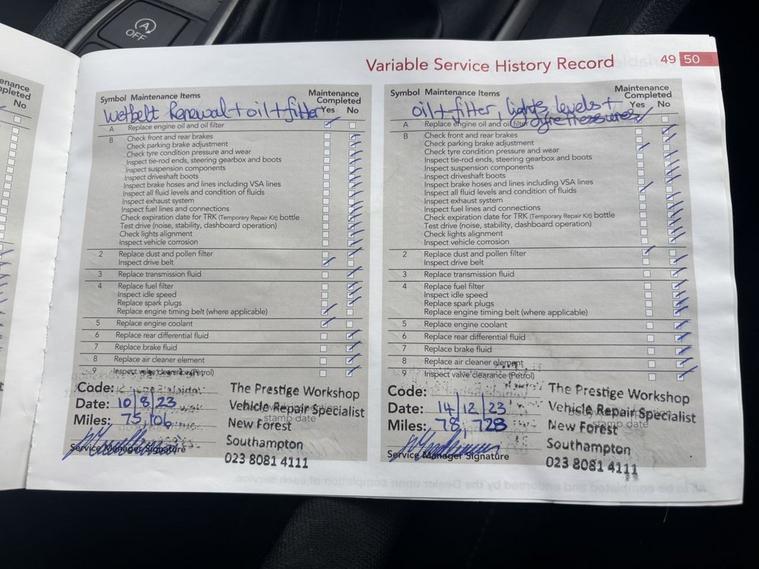 A
OFF
Variable Service History Record 49 50
enance
pleted
No
Symbol Maintenance Items Maintenance Completed Yes No
Wetbelt Renewal + oil + filter
A Replace engine oil and oil filter
B Check front and rear brakes
Check parking brake adjustment
Check tyre condition pressure and wear
Inspect tie-rod ends, steering gearbox and boots
Inspect suspension components
Inspect driveshaft boots
Inspect brake hoses and lines including VSA lines
Inspect all fluid levels and condition of fluids
Inspect exhaust system
Inspect fuel lines and connections
Check expiration date for TRK (Temporary Repair Kit) bottle
Test drive (noise, stability, dashboard operation)
Check lights alignment
Inspect vehicle corrosion
2 Replace dust and pollen filter
Inspect drive belt
3 Replace transmission fluid
4 Replace fuel filter
Inspect idle speed
Replace spark plugs
Replace engine timing belt (where applicable)
5 Replace engine coolant
6 Replace rear differential fluid
7 Replace brake fluid
8 Replace air cleaner element
9 Inspect valve clearance (Petrol)
Code:
Date: 10/8/23
Miles: 75,106
Service Manager Signature
The Prestige Workshop
Vehicle Repair Specialist
stamp date
New Forest
Southampton
023 8081 4111
Symbol Maintenance Items Maintenance Completed Yes No
oil + filter, lights levels +
tyre Pressures
A Replace engine oil and oil filter
B Check front and rear brakes
Check parking brake adjustment
Check tyre condition pressure and wear
Inspect tie-rod ends, steering gearbox and boots
Inspect suspension components
Inspect driveshaft boots
Inspect brake hoses and lines including VSA lines
Inspect all fluid levels and condition of fluids
Inspect exhaust system
Inspect fuel lines and connections
Check expiration date for TRK (Temporary Repair Kit) bottle
Test drive (noise, stability, dashboard operation)
Check lights alignment
Inspect vehicle corrosion
2 Replace dust and pollen filter
Inspect drive belt
3 Replace transmission fluid
4 Replace fuel filter
Inspect idle speed
Replace spark plugs
Replace engine timing belt (where applicable)
5 Replace engine coolant
6 Replace rear differential fluid
7 Replace brake fluid
8 Replace air cleaner element
9 Inspect valve clearance (Petrol)
Code:
Date: 14/12/23
Miles: 78,728
Service Manager Signature
The Prestige Workshop
Vehicle Repair Specialist
stamp date
New Forest
Southampton
023 8081 4111